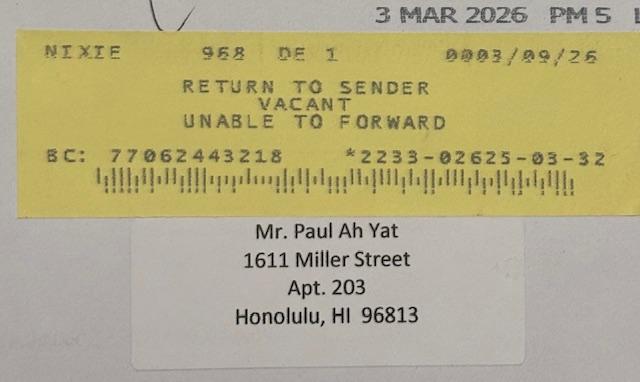 3 MAR 2026 PM 5
NIXIE 968 DE 1 0003/09/26
RETURN TO SENDER
VACANT
UNABLE TO FORWARD
BC: 77062443218 *2233-02625-03-32
Mr. Paul Ah Yat
1611 Miller Street
Apt. 203
Honolulu, HI 96813